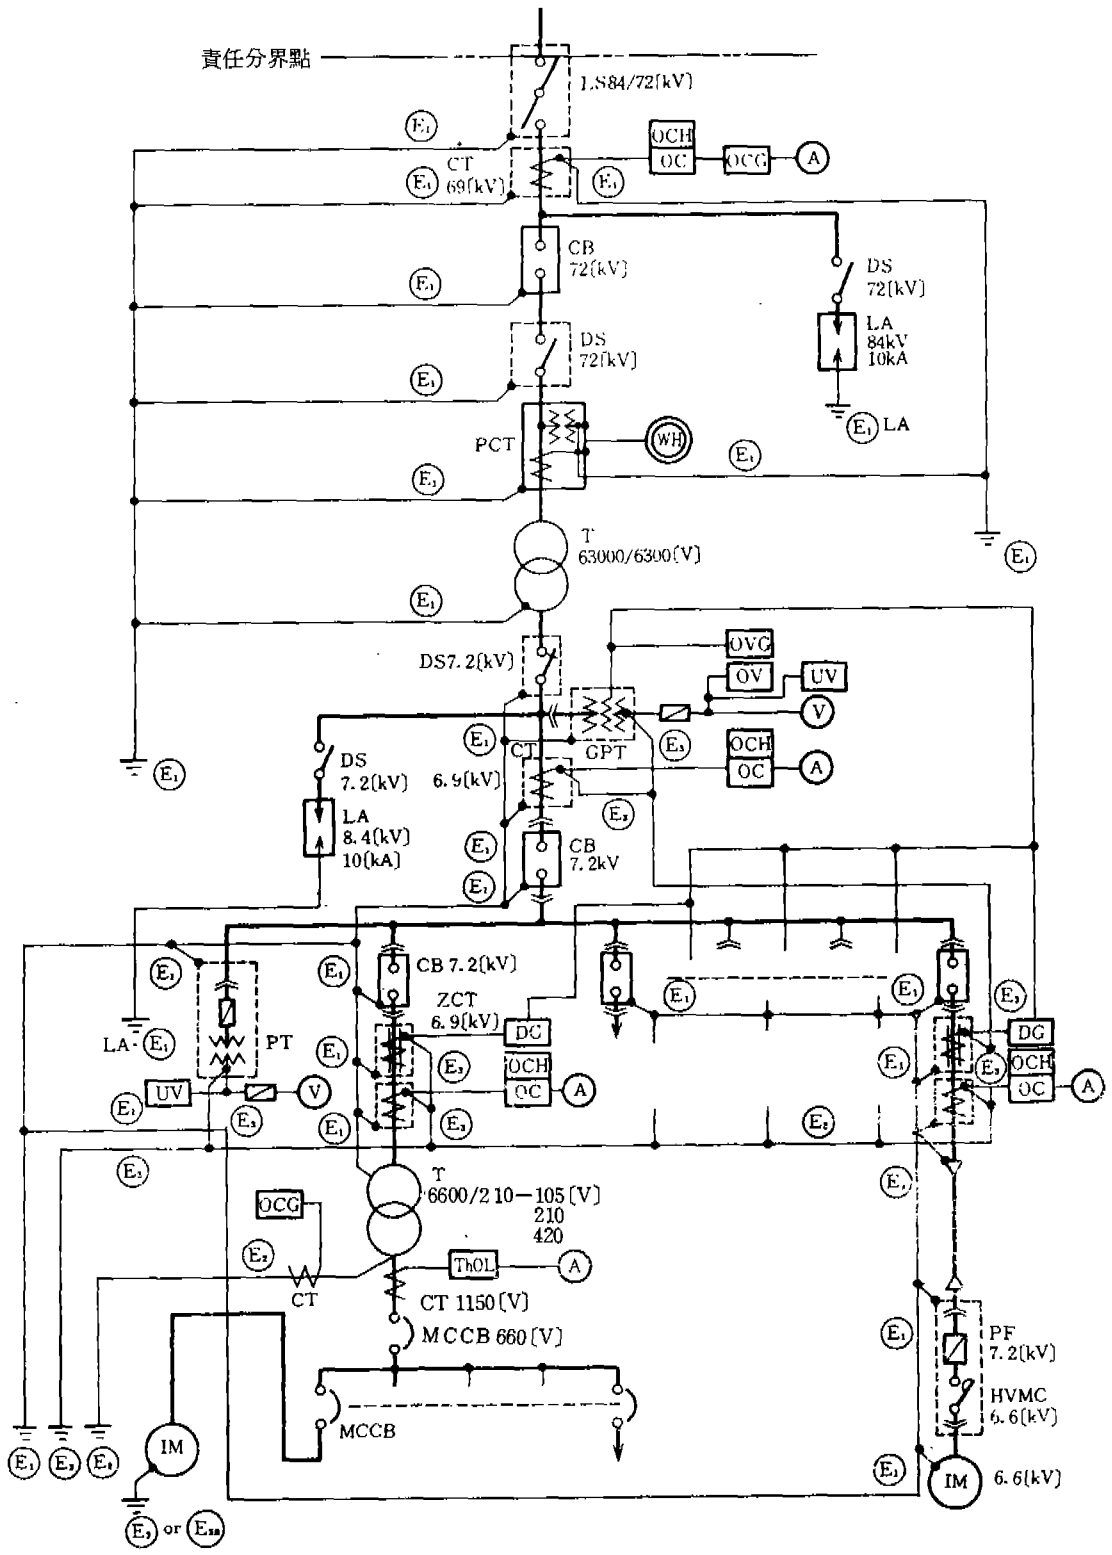 責任分界點
LS84/72[kV]
E₁
OCH
OC
OCG
A
CT
69[kV]
E₁
E₁
CB
72[kV]
DS
72[kV]
E₁
LA
84kV
10kA
DS
72[kV]
E₁
E₁ LA
PCT
WH
E₁
E₁
T
63000/6300[V]
E₁
E₁
OVG
DS7.2[kV]
OV
UV
V
E₁
CT
GPT
E₃
OCH
OC
A
DS
7.2[kV]
6.9[kV]
E₁
LA
8.4[kV]
10[kA]
E₃
E₁
CB
7.2kV
E₁
CB 7.2[kV]
E₁
E₁
E₁
E₃
ZCT
6.9[kV]
DG
DG
LA·E₁
PT
E₁
E₃
OCH
OC
A
E₁
E₃
OCH
OC
A
UV
V
E₁
E₃
E₁
E₃
E₃
E₃
T
6600/210-105[V]
210
420
E₁
OCG
E₂
ThOL
A
CT
CT 1150[V]
MCCB 660[V]
E₁
PF
7.2[kV]
HVMC
6.6[kV]
MCCB
IM
E₁
E₃
E₂
E₁
IM
6.6[kV]
E₃ or E₃ₐ